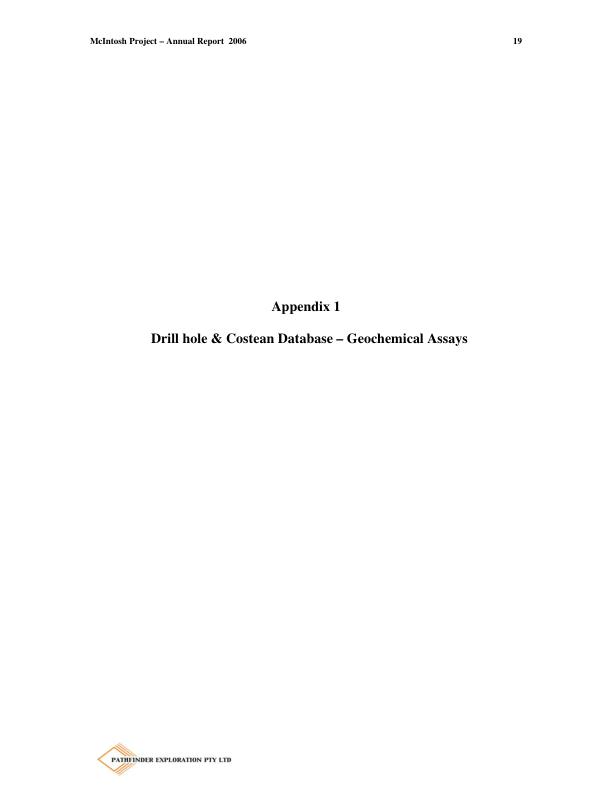 McIntosh Project – Annual Report 2006 19
Appendix 1
Drill hole & Costean Database – Geochemical Assays
PATHFINDER EXPLORATION PTY LTD